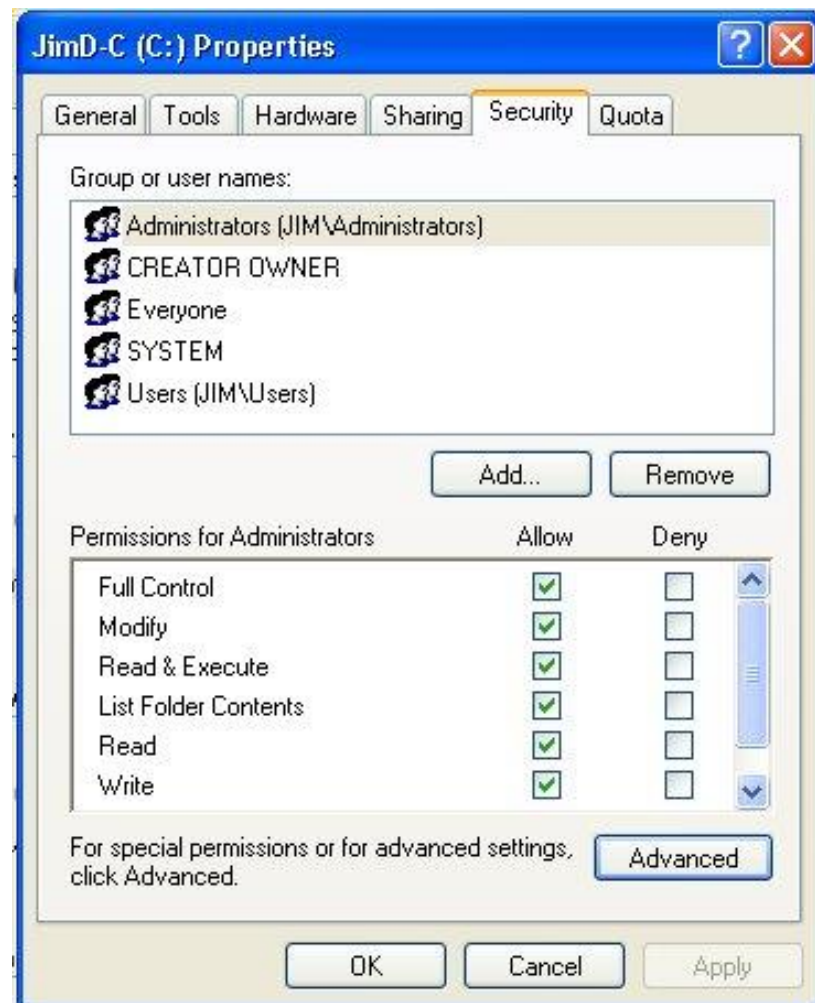 JimD-C (C:) Properties
General Tools Hardware Sharing Security Quota
Group or user names:
Administrators (JIM\Administrators)
CREATOR OWNER
Everyone
SYSTEM
Users (JIM\Users)
Add... Remove
Permissions for Administrators Allow Deny
Full Control
Modify
Read & Execute
List Folder Contents
Read
Write
For special permissions or for advanced settings,
click Advanced.
Advanced
OK Cancel Apply